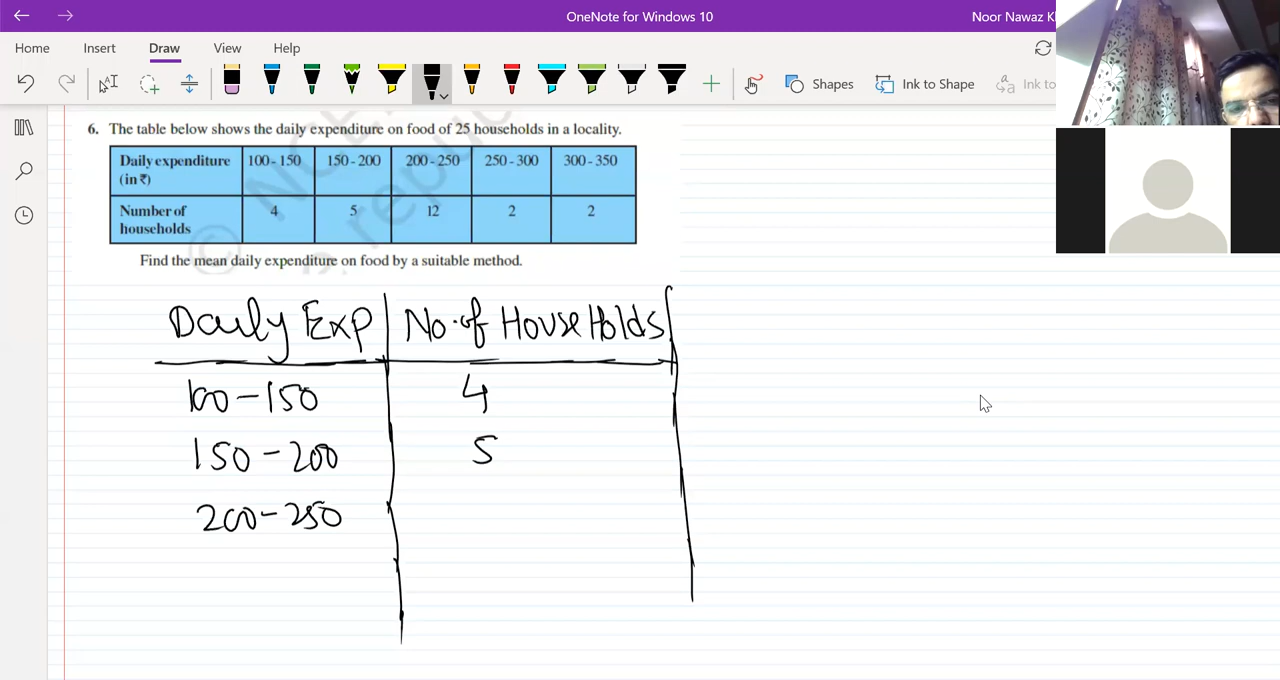 OneNote for Windows 10
Noor Nawaz
Home Insert Draw View Help
Shapes Ink to Shape Ink to
6. The table below shows the daily expenditure on food of 25 households in a locality.
Daily expenditure (in ₹) 100-150 150-200 200-250 250-300 300-350
Number of households 4 5 12 2 2
Find the mean daily expenditure on food by a suitable method.
Daily Exp No. of HouseHolds
100-150 4
150-200 5
200-250